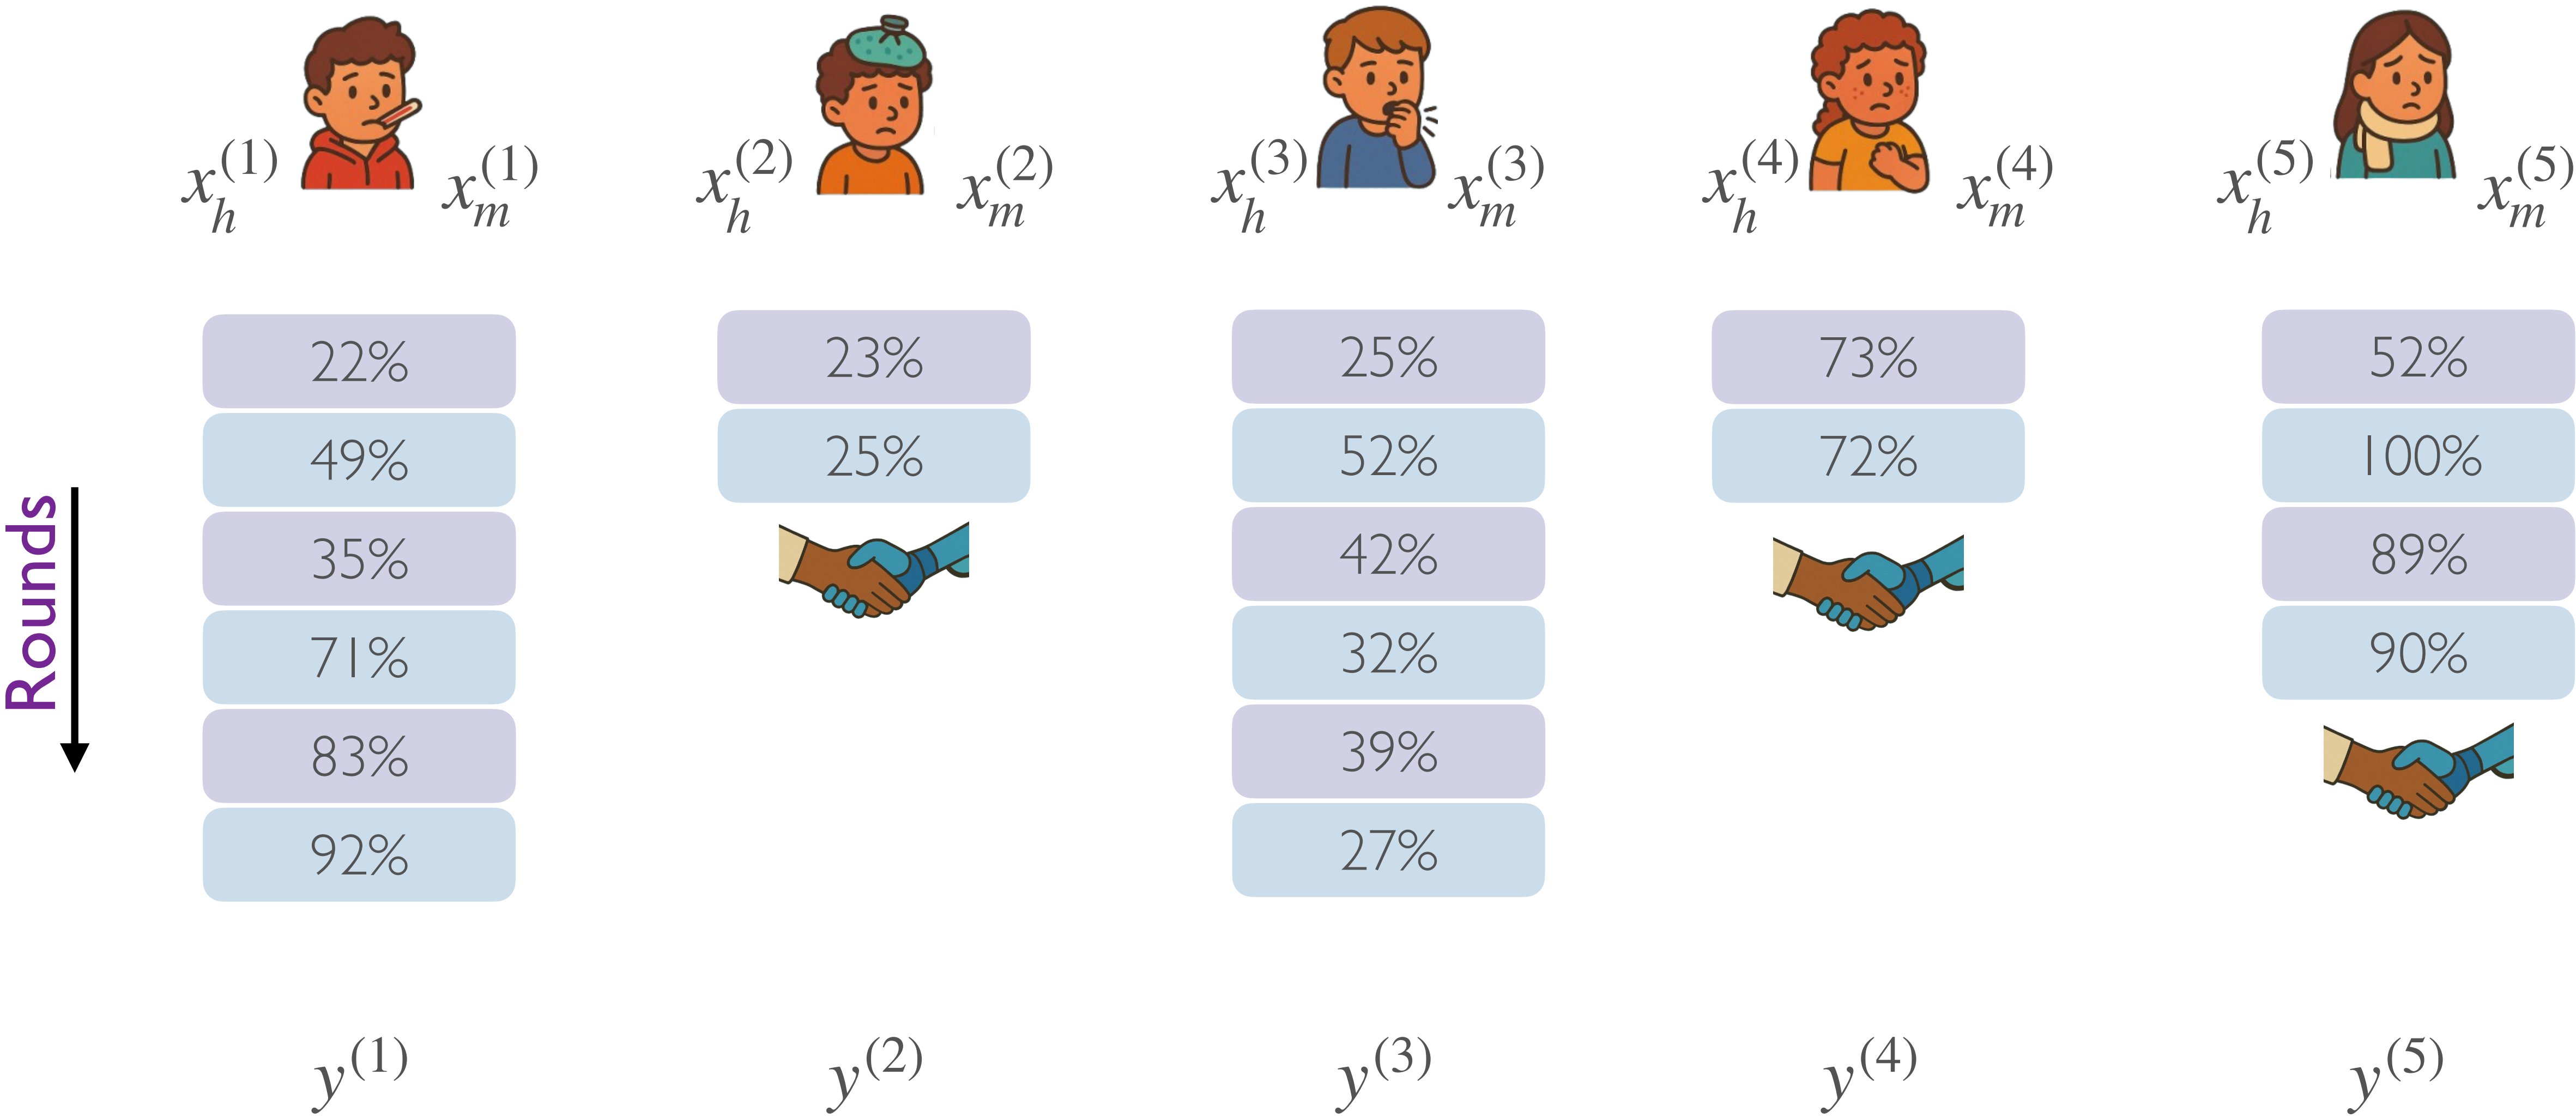 x_h^(1) x_m^(1) x_h^(2) x_m^(2) x_h^(3) x_m^(3) x_h^(4) x_m^(4) x_h^(5) x_m^(5)
22% 23% 25% 73% 52%
49% 25% 52% 72% 100%
35% 42% 89%
71% 32% 90%
83% 39%
92% 27%
Rounds
y^(1) y^(2) y^(3) y^(4) y^(5)